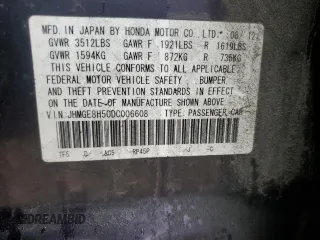 MFD. IN JAPAN BY HONDA MOTOR CO., LTD. 08/12
GVWR 3512LBS GAWR F 1921LBS R 1619LBS
GVWR 1594KG GAWR F 872KG R 735KG
THIS VEHICLE CONFORMS TO ALL APPLICABLE
FEDERAL MOTOR VEHICLE SAFETY, BUMPER,
AND THEFT PREVENTION STANDARDS IN
EFFECT ON THE DATE OF MANUFACTURE
SHOWN ABOVE.
V.I.N: JHMGE8H50DC006608 TYPE: PASSENGER CAR